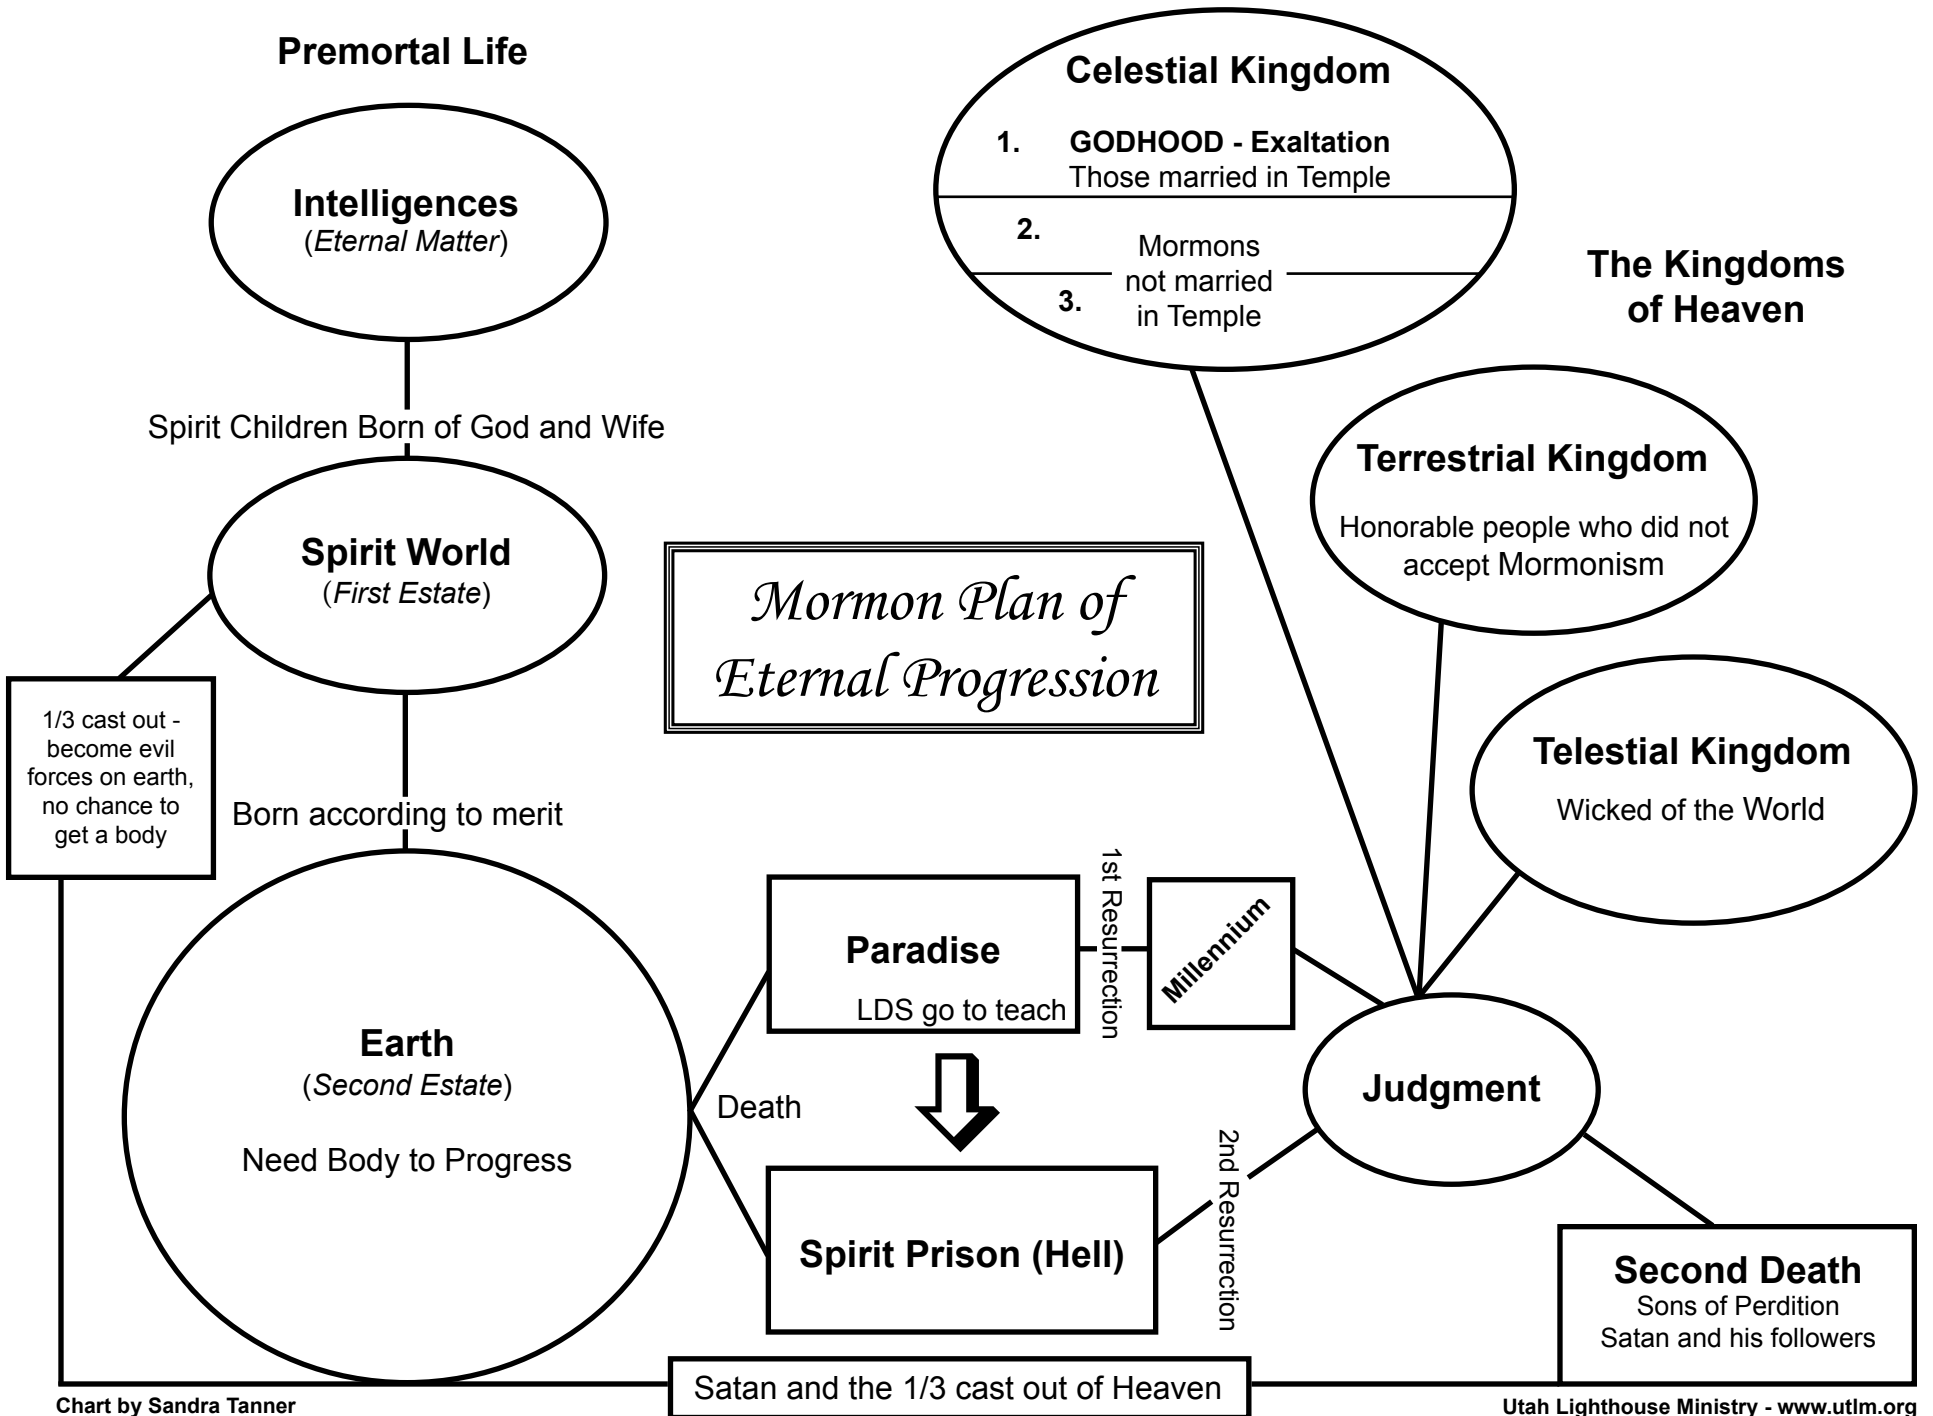 Premortal Life
Intelligences
(Eternal Matter)
Spirit Children Born of God and Wife
Spirit World
(First Estate)
1/3 cast out -
become evil
forces on earth,
no chance to
get a body
Born according to merit
Earth
(Second Estate)
Need Body to Progress
Mormon Plan of
Eternal Progression
Death
Paradise
LDS go to teach
Spirit Prison (Hell)
1st Resurrection
Millennium
2nd Resurrection
Judgment
Celestial Kingdom
1. GODHOOD - Exaltation
Those married in Temple
2.
Mormons
not married
3.
in Temple
The Kingdoms
of Heaven
Terrestrial Kingdom
Honorable people who did not
accept Mormonism
Telestial Kingdom
Wicked of the World
Second Death
Sons of Perdition
Satan and his followers
Satan and the 1/3 cast out of Heaven
Chart by Sandra Tanner
Utah Lighthouse Ministry - www.utlm.org